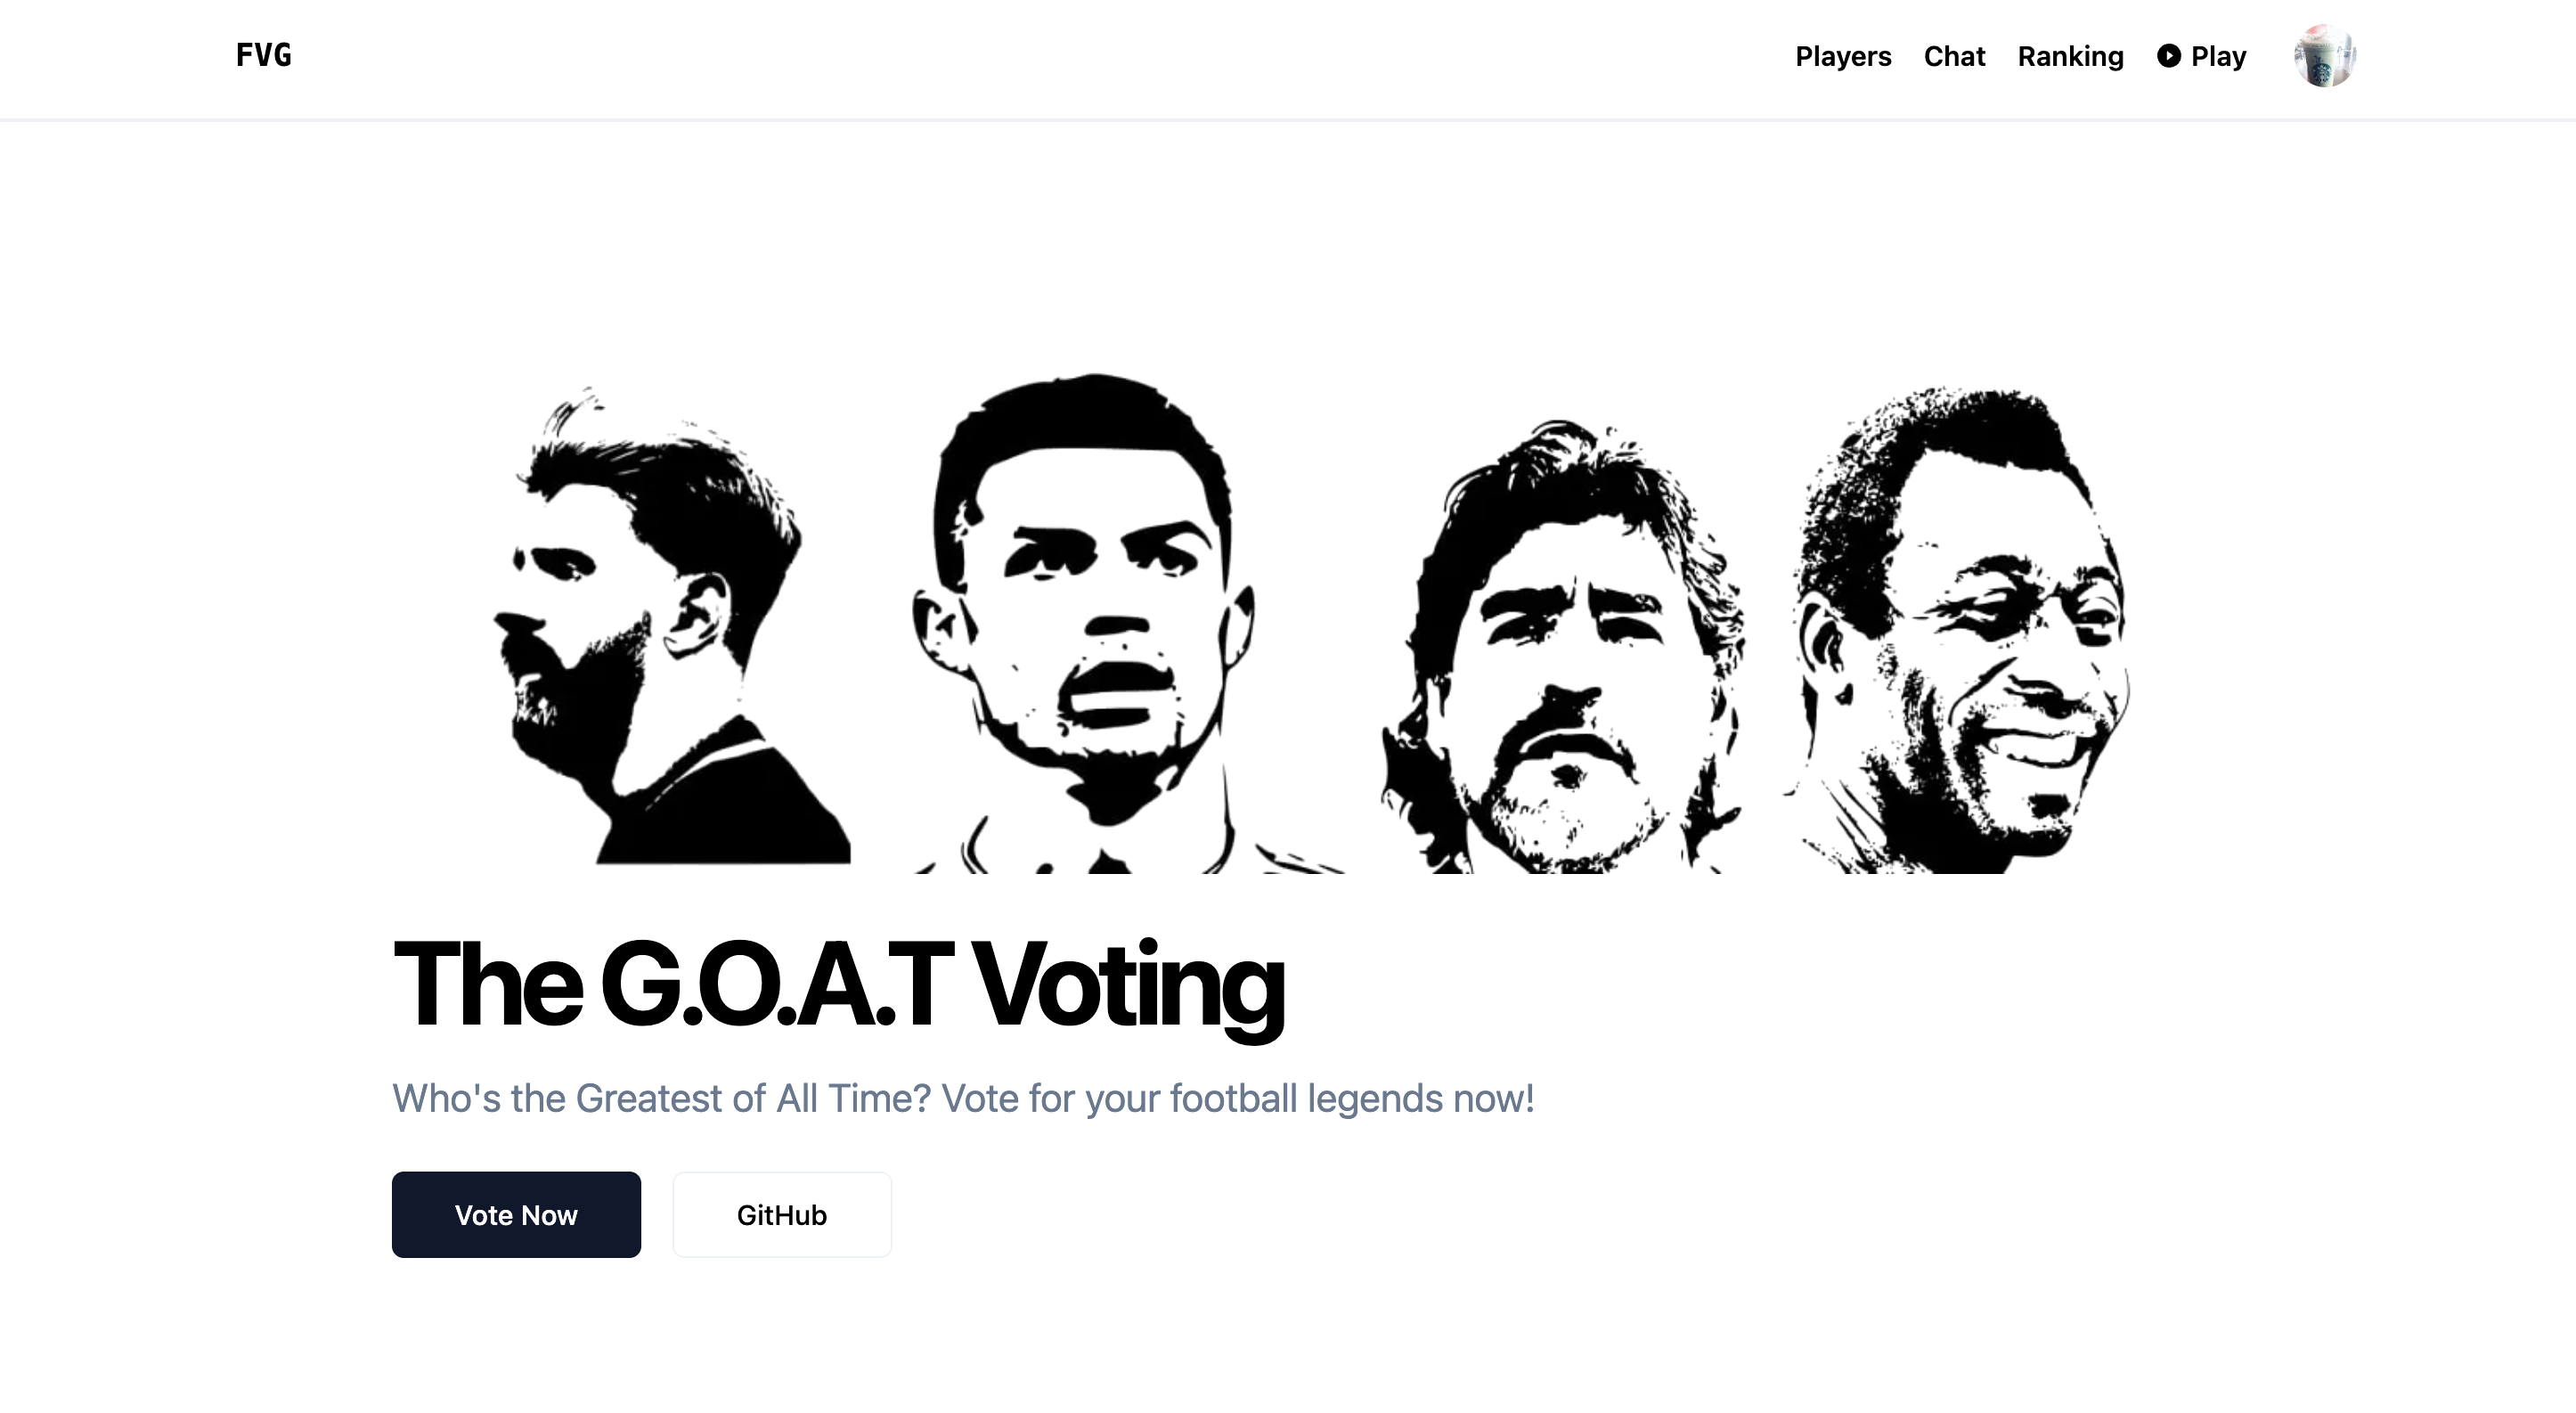 FVG
Players Chat Ranking Play
The G.O.A.T Voting
Who's the Greatest of All Time? Vote for your football legends now!
Vote Now GitHub